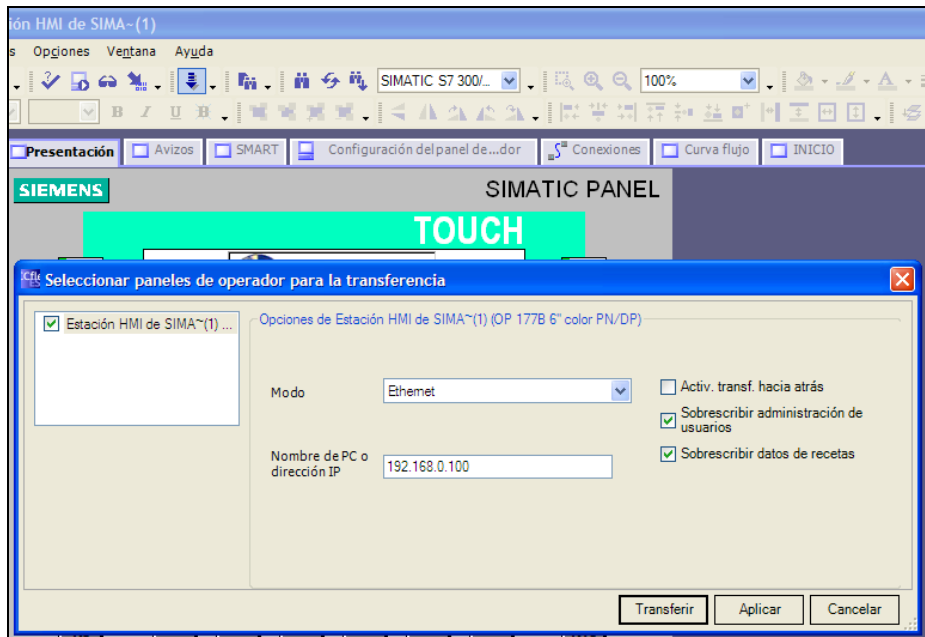 ión HMI de SIMA~(1)
s Opciones Ventana Ayuda
SIMATIC S7 300/... 100%
B I U B A
Presentación Avizos SMART Configuración del panel de...dor Conexiones Curva flujo INICIO
SIEMENS SIMATIC PANEL
TOUCH
Seleccionar paneles de operador para la transferencia
Estación HMI de SIMA~(1) ...
Opciones de Estación HMI de SIMA~(1) (OP 177B 6" color PN/DP)
Modo Ethernet
Activ. transf. hacia atrás
Sobrescribir administración de
usuarios
Nombre de PC o
dirección IP
192.168.0.100
Sobrescribir datos de recetas
Transferir Aplicar Cancelar